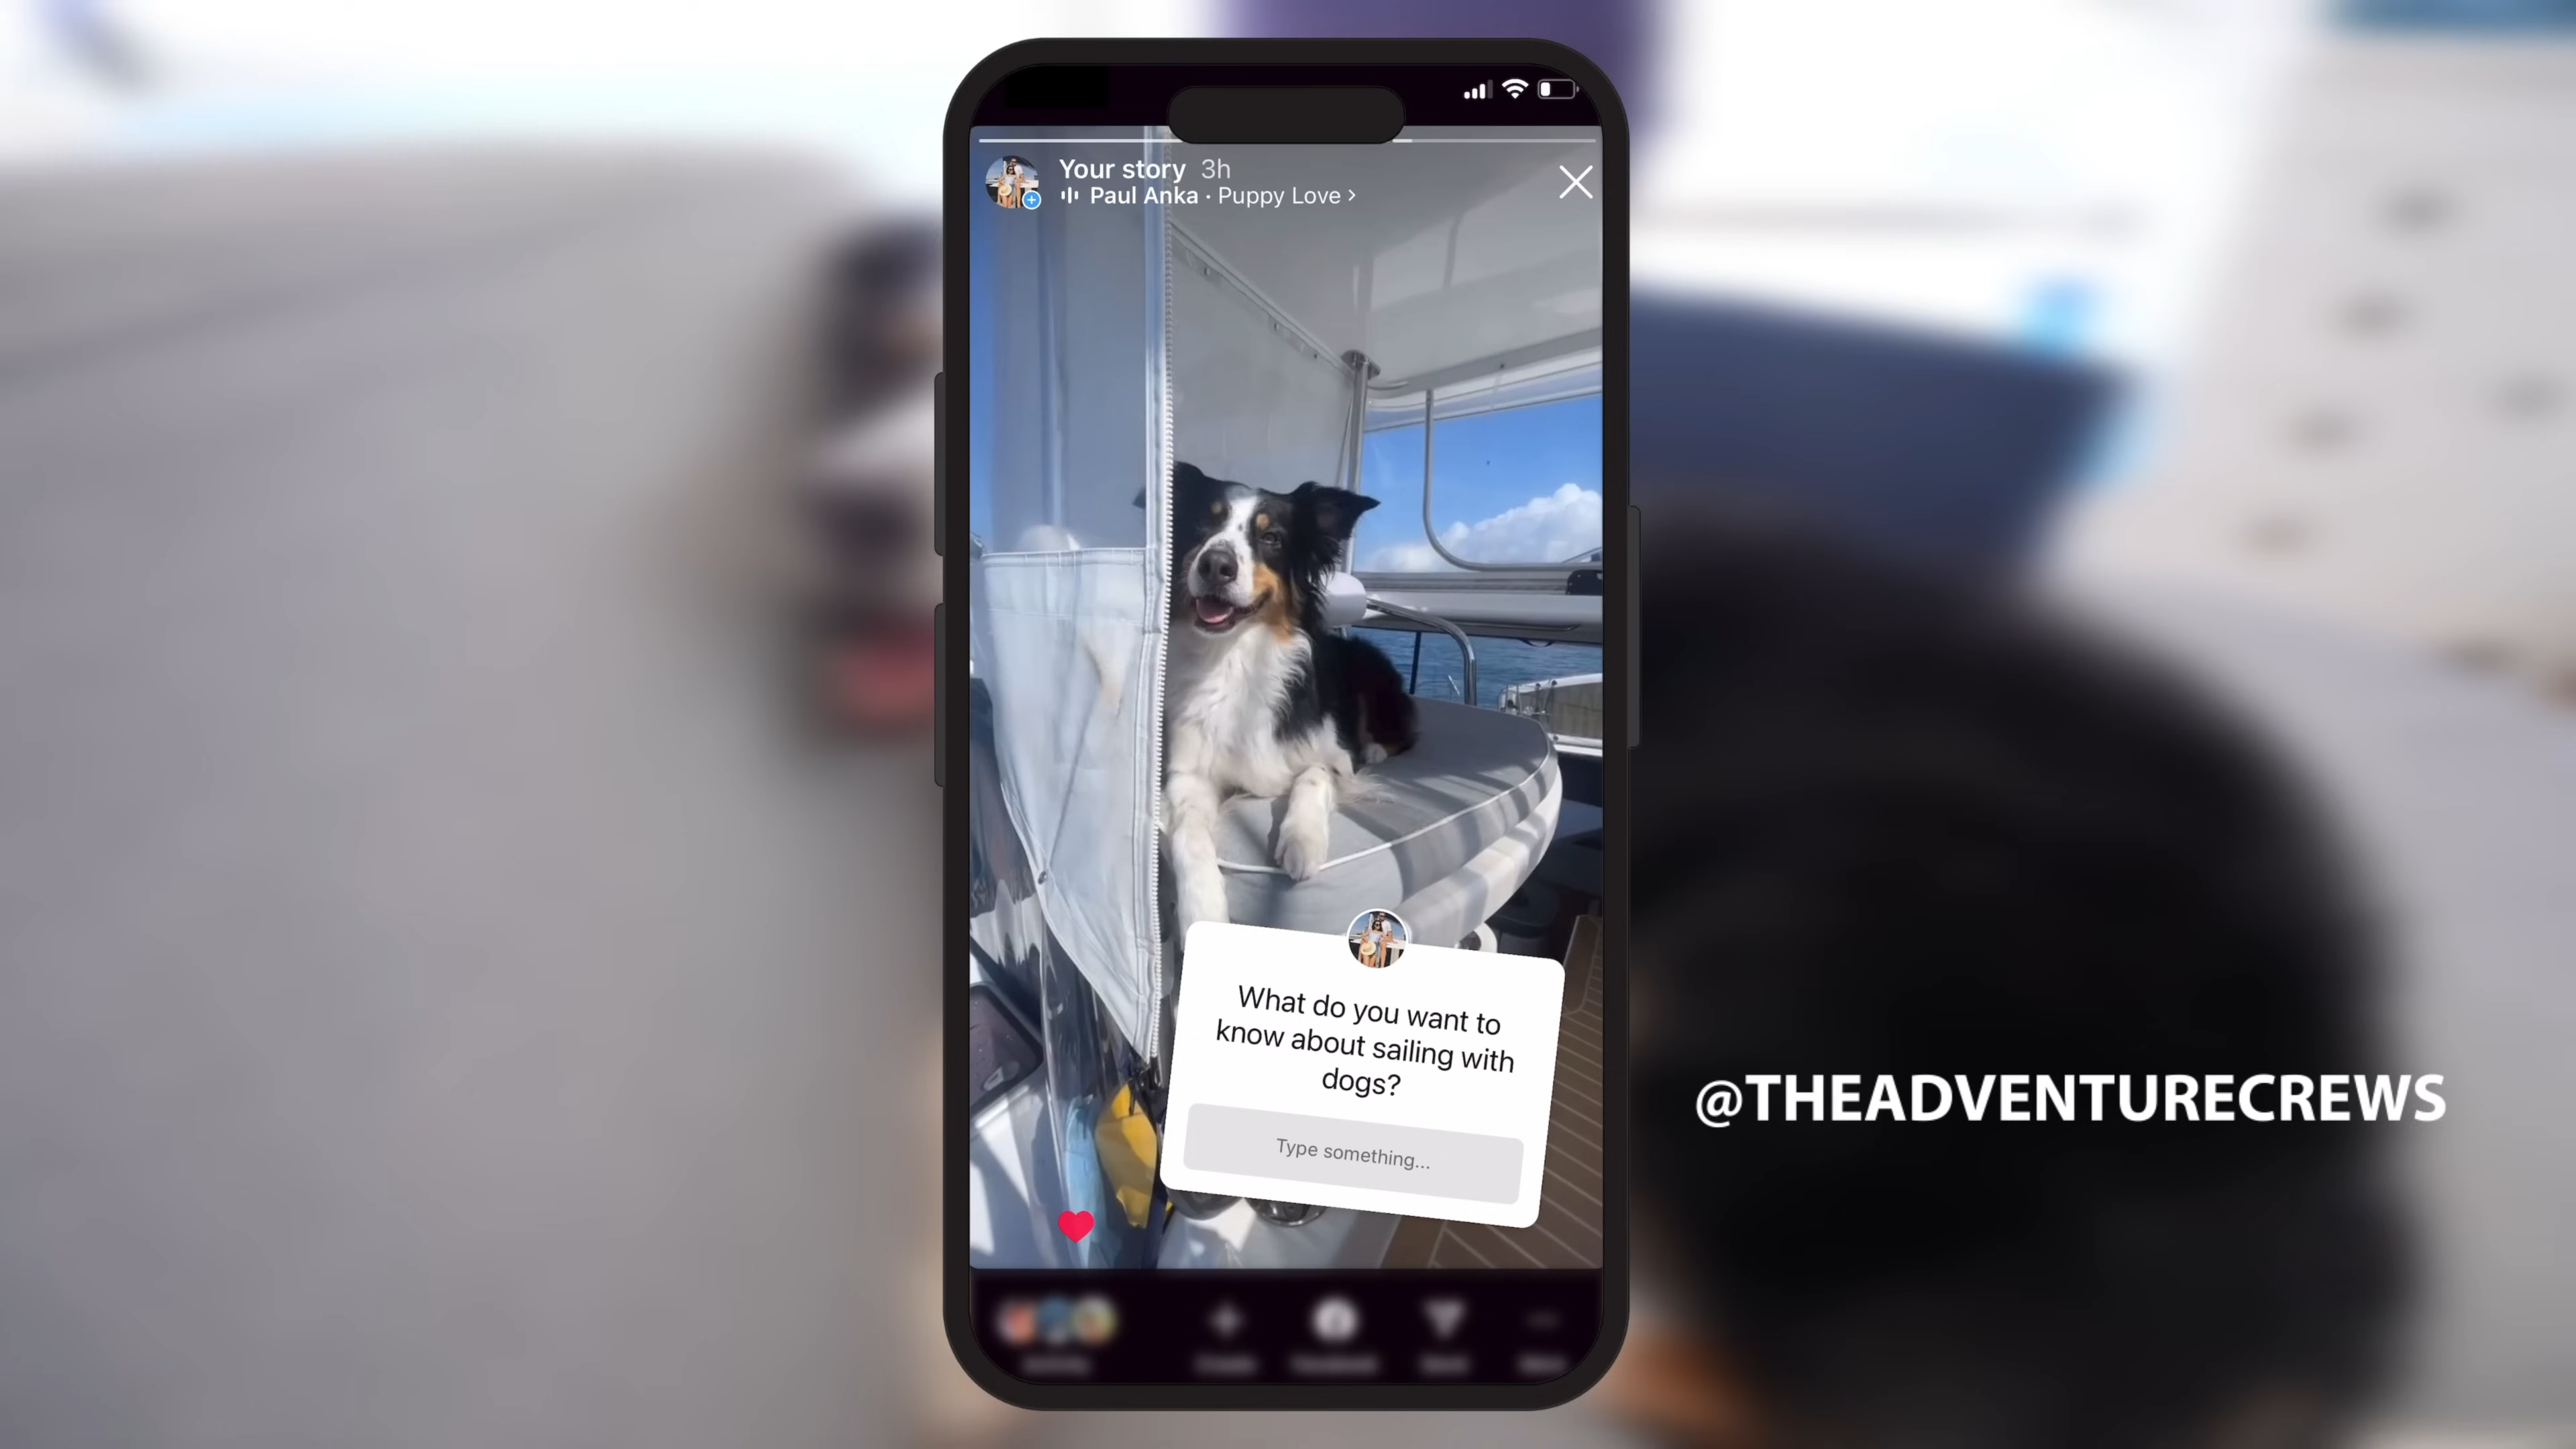 Your story 3h
Paul Anka · Puppy Love >
What do you want to
know about sailing with
dogs?
Type something...
@THEADVENTURECREWS